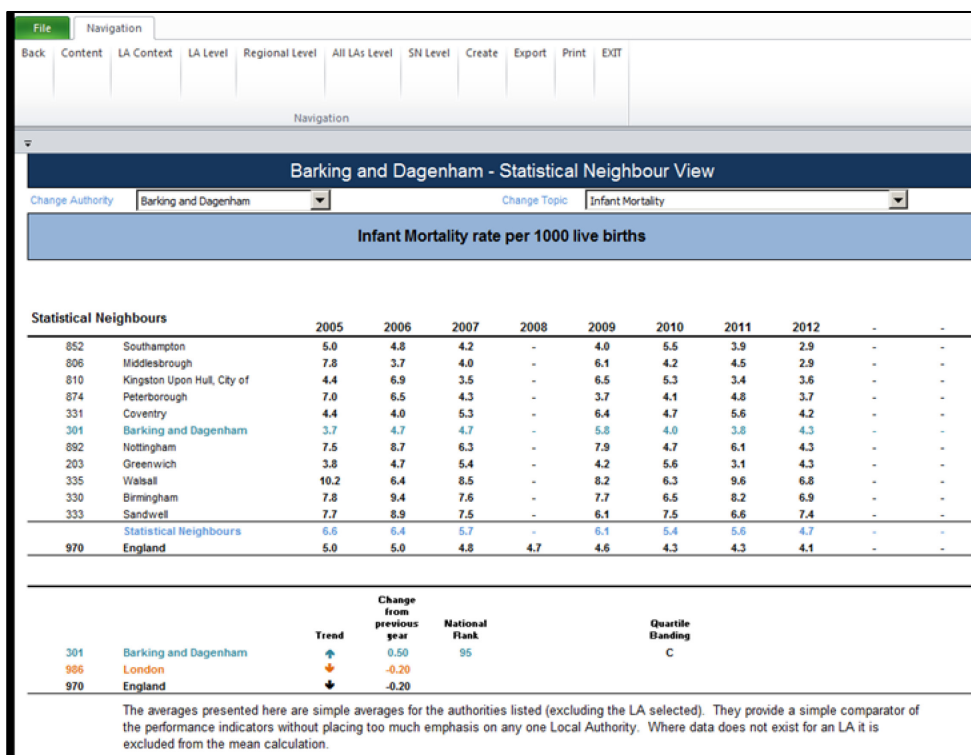 File Navigation
Back Content LA Context LA Level Regional Level All LAs Level SN Level Create Export Print EXIT
Navigation
Barking and Dagenham - Statistical Neighbour View
Change Authority Barking and Dagenham Change Topic Infant Mortality
Infant Mortality rate per 1000 live births
Statistical Neighbours 2005 2006 2007 2008 2009 2010 2011 2012 - -
852 Southampton 5.0 4.8 4.2 - 4.0 5.5 3.9 2.9 - -
806 Middlesbrough 7.8 3.7 4.0 - 6.1 4.2 4.5 2.9 - -
810 Kingston Upon Hull, City of 4.4 6.9 3.5 - 6.5 5.3 3.4 3.6 - -
874 Peterborough 7.0 6.5 4.3 - 3.7 4.1 4.8 3.7 - -
331 Coventry 4.4 4.0 5.3 - 6.4 4.7 5.6 4.2 - -
301 Barking and Dagenham 3.7 4.7 4.7 - 5.8 4.0 3.8 4.3 - -
892 Nottingham 7.5 8.7 6.3 - 7.9 4.7 6.1 4.3 - -
203 Greenwich 3.8 4.7 5.4 - 4.2 5.6 3.1 4.3 - -
335 Walsall 10.2 6.4 8.5 - 8.2 6.3 9.6 6.8 - -
330 Birmingham 7.8 9.4 7.6 - 7.7 6.5 8.2 6.9 - -
333 Sandwell 7.7 8.9 7.5 - 6.1 7.5 6.6 7.4 - -
Statistical Neighbours 6.6 6.4 5.7 - 6.1 5.4 5.6 4.7 - -
970 England 5.0 5.0 4.8 4.7 4.6 4.3 4.3 4.1 - -
Change
from
previous National Quartile
Trend year Rank Banding
301 Barking and Dagenham 0.50 95 C
986 London -0.20
970 England -0.20
The averages presented here are simple averages for the authorities listed (excluding the LA selected). They provide a simple comparator of
the performance indicators without placing too much emphasis on any one Local Authority. Where data does not exist for an LA it is
excluded from the mean calculation.